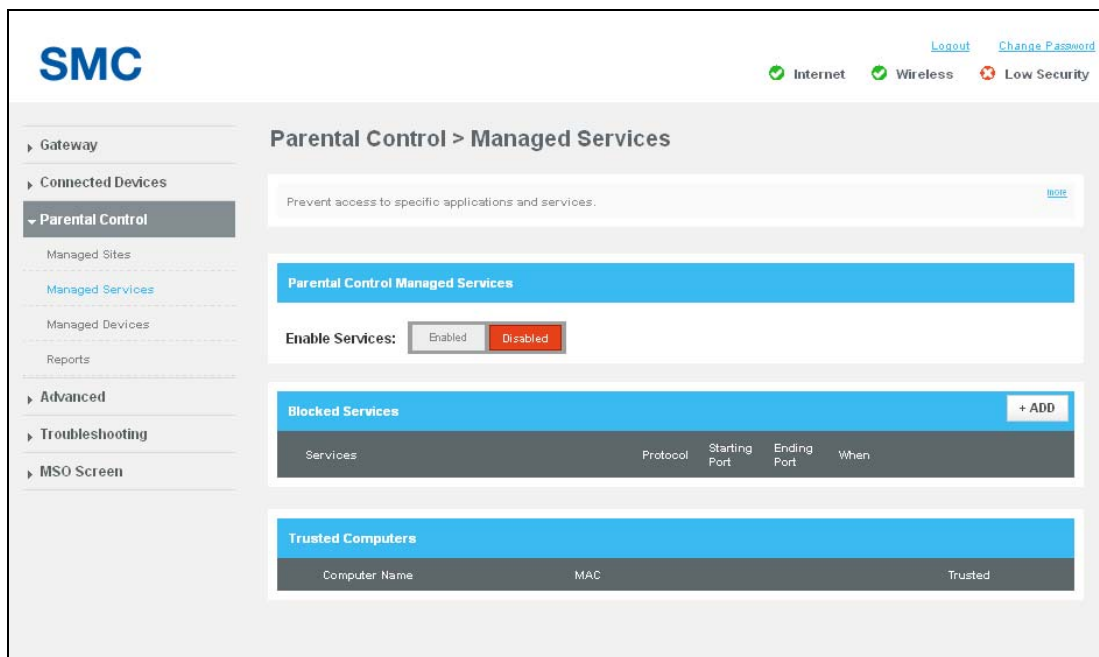 SMC
Logout Change Password
Internet Wireless Low Security
Gateway
Connected Devices
Parental Control
Managed Sites
Managed Services
Managed Devices
Reports
Advanced
Troubleshooting
MSO Screen
Parental Control > Managed Services
Prevent access to specific applications and services.
more
Parental Control Managed Services
Enable Services: Enabled Disabled
Blocked Services
+ ADD
Services Protocol Starting Port Ending Port When
Trusted Computers
Computer Name MAC Trusted